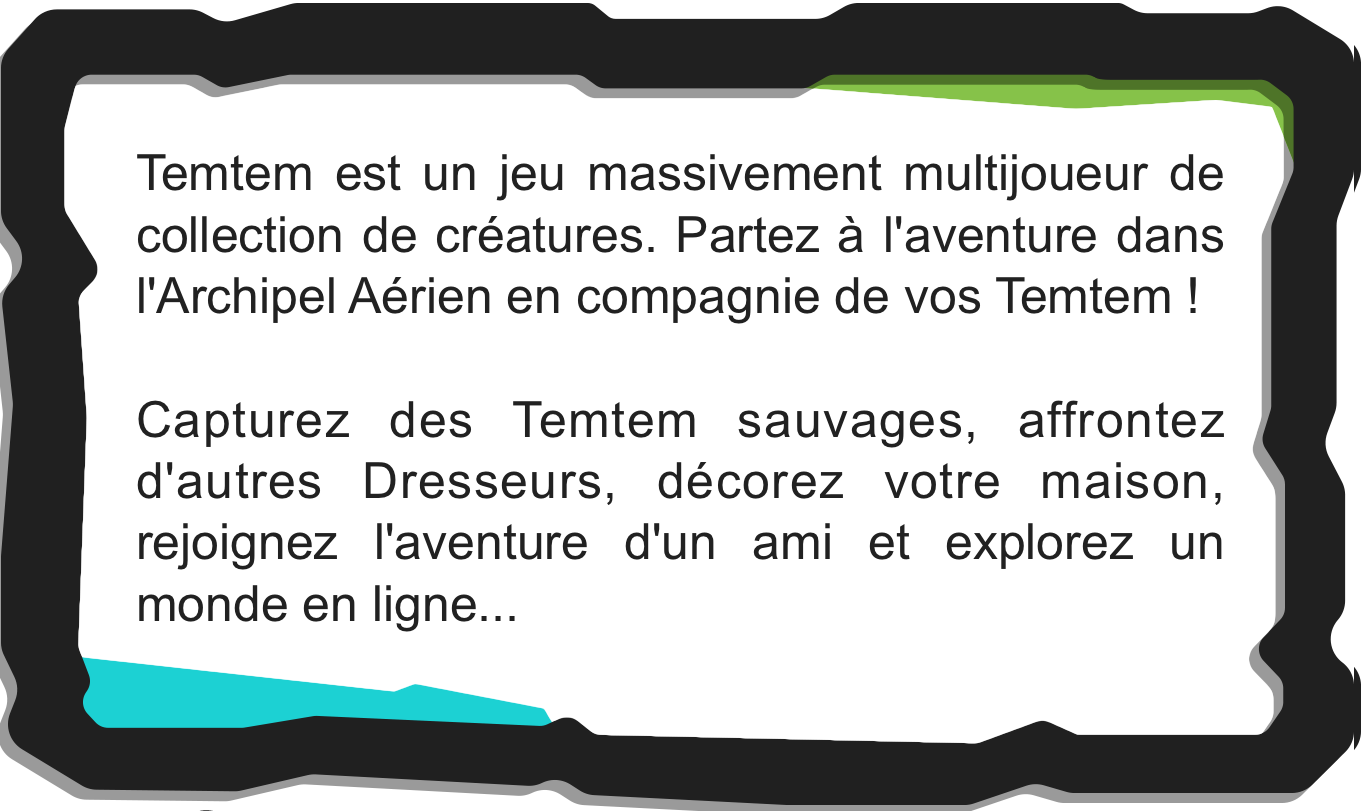 Temtem est un jeu massivement multijoueur de
collection de créatures. Partez à l'aventure dans
l'Archipel Aérien en compagnie de vos Temtem !
Capturez des Temtem sauvages, affrontez
d'autres Dresseurs, décorez votre maison,
rejoignez l'aventure d'un ami et explorez un
monde en ligne...